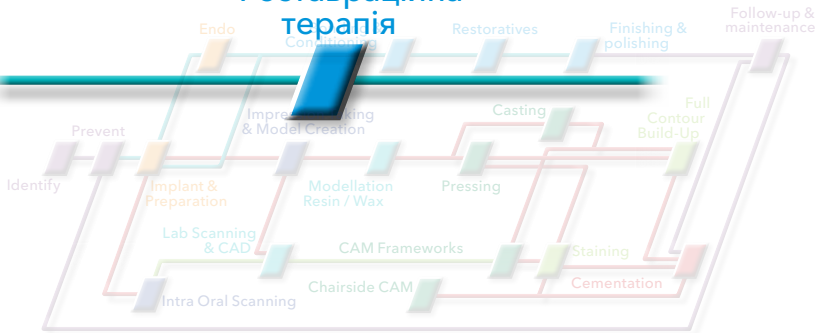 Реставраційна
терапія
Follow-up &
maintenance
Endo
Conditioning
Restoratives
Finishing &
polishing
Prevent
& Model Creation
Casting
Full
Contour
Build-Up
Identify
Implant &
Preparation
Modellation
Resin / Wax
Pressing
Lab Scanning
& CAD
CAM Frameworks
Staining
Intra Oral Scanning
Chairside CAM
Cementation